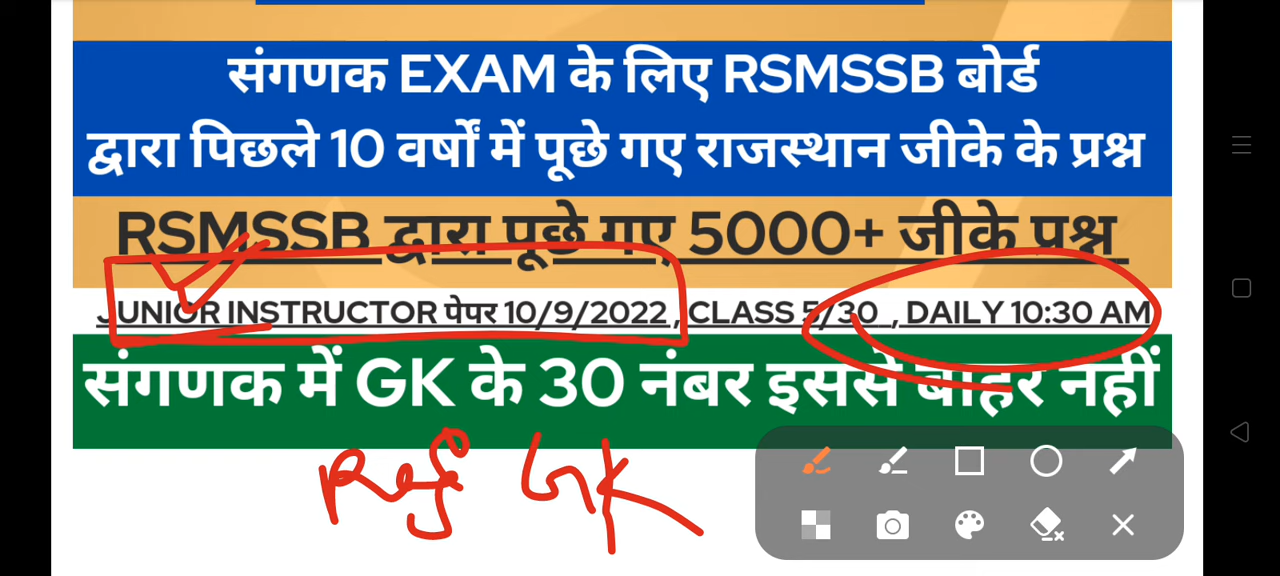 संगणक EXAM के लिए RSMSSB बोर्ड
द्वारा पिछले 10 वर्षों में पूछे गए राजस्थान जीके के प्रश्न
RSMSSB द्वारा पूछे गए 5000+ जीके प्रश्न
JUNIOR INSTRUCTOR पेपर 10/9/2022 , CLASS 5/30 , DAILY 10:30 AM
संगणक में GK के 30 नंबर इससे बाहर नहीं
Raj GK